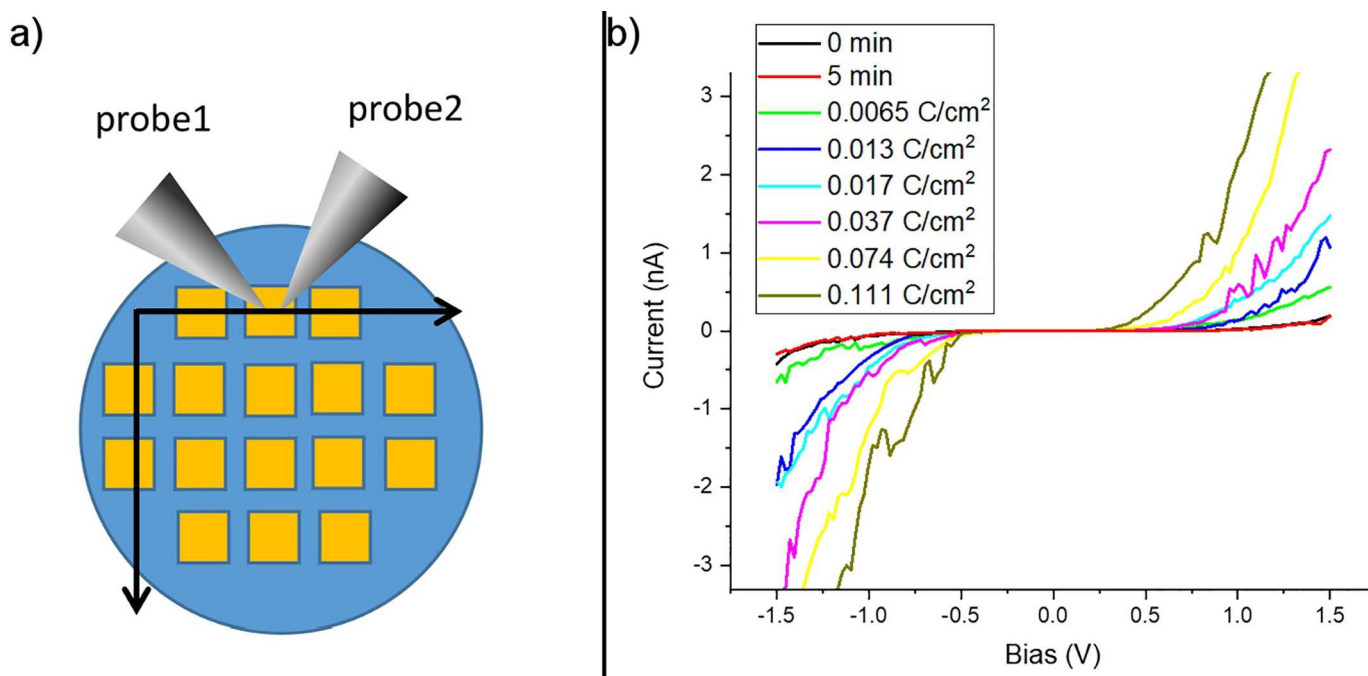 a)
probe1
probe2
b)
0 min
5 min
0.0065 C/cm²
0.013 C/cm²
0.017 C/cm²
0.037 C/cm²
0.074 C/cm²
0.111 C/cm²
Current (nA)
3
2
1
0
-1
-2
-3
-1.5 -1.0 -0.5 0.0 0.5 1.0 1.5
Bias (V)